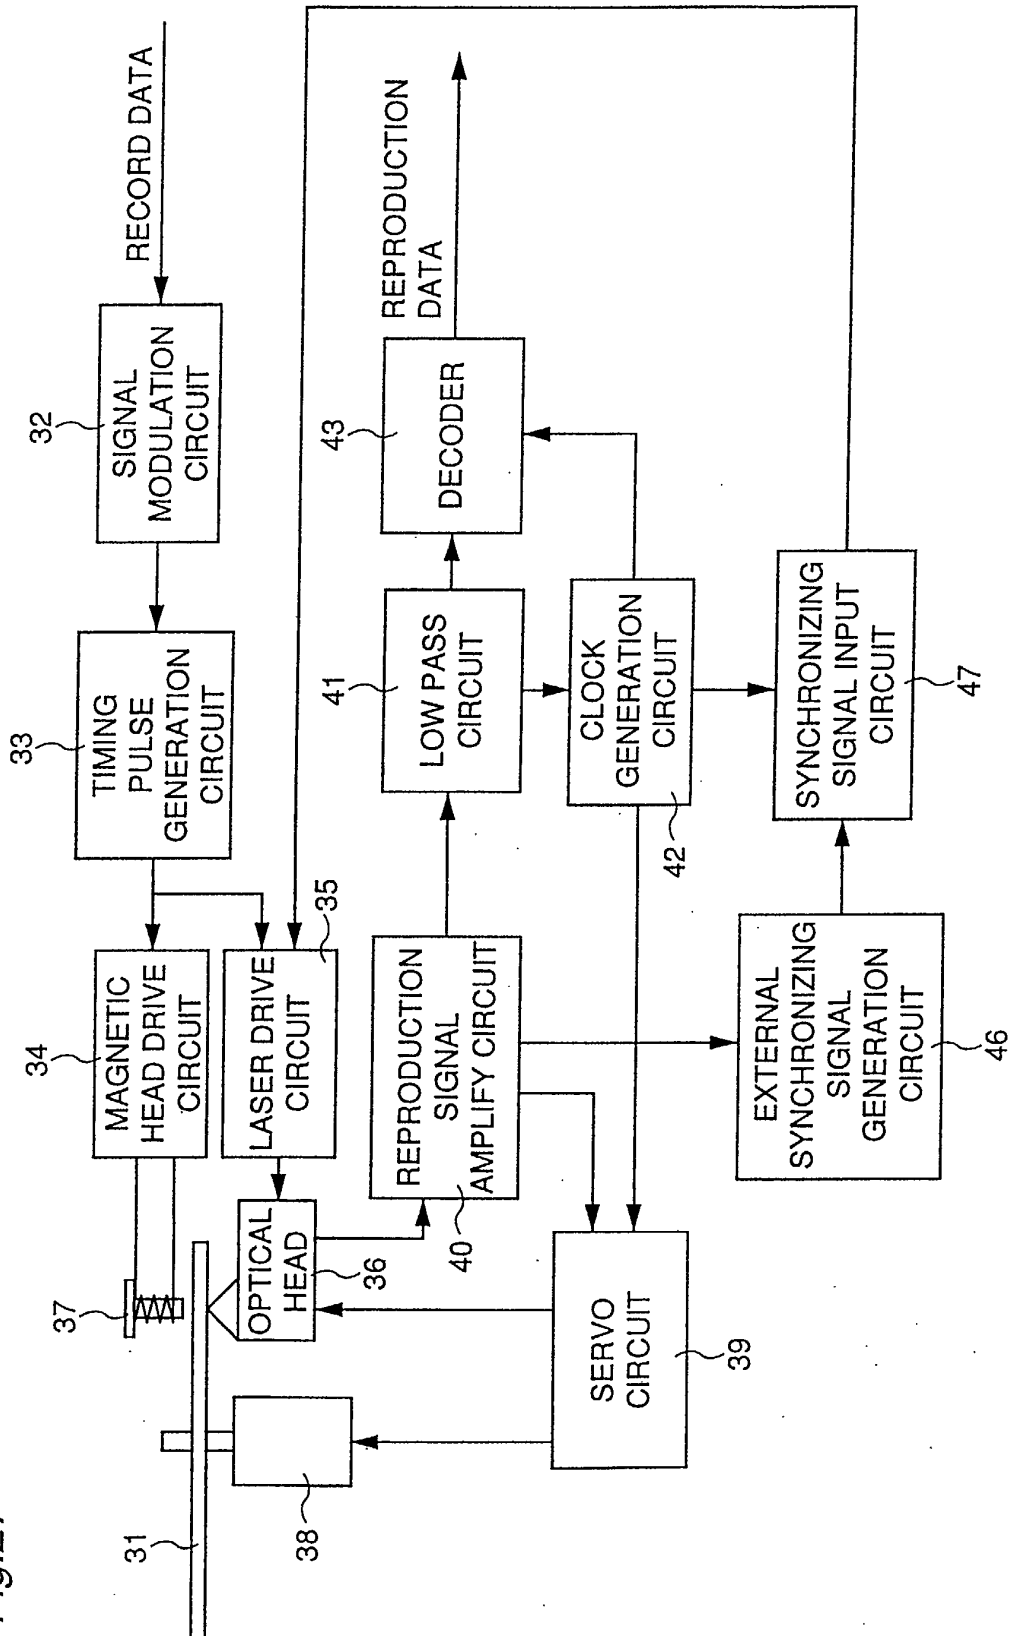 RECORD DATA
32
SIGNAL
MODULATION
CIRCUIT
33
TIMING
PULSE
GENERATION
CIRCUIT
34
MAGNETIC
HEAD DRIVE
CIRCUIT
35
LASER DRIVE
CIRCUIT
37
OPTICAL
HEAD
36
31
38
REPRODUCTION
DATA
43
DECODER
41
LOW PASS
CIRCUIT
40
REPRODUCTION
SIGNAL
AMPLIFY CIRCUIT
CLOCK
GENERATION
CIRCUIT
42
SERVO
CIRCUIT
39
SYNCHRONIZING
SIGNAL INPUT
CIRCUIT
47
EXTERNAL
SYNCHRONIZING
SIGNAL
GENERATION
CIRCUIT
46